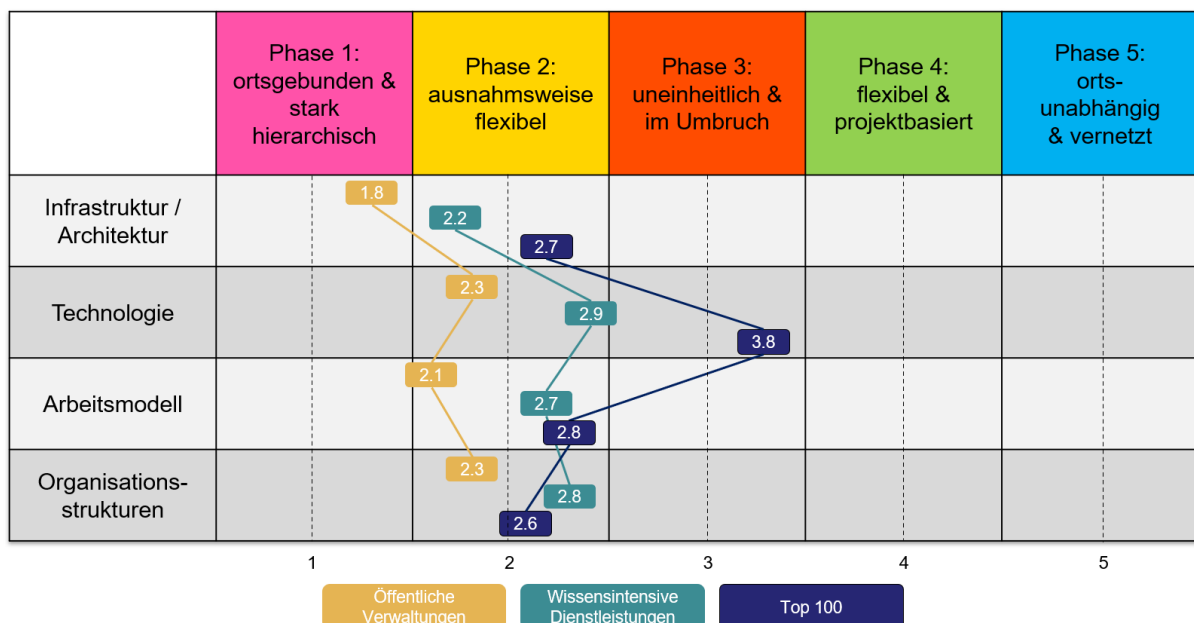 Phase 1:
ortsgebunden &
stark
hierarchisch
Phase 2:
ausnahmsweise
flexibel
Phase 3:
uneinheitlich &
im Umbruch
Phase 4:
flexibel &
projektbasiert
Phase 5:
orts-
unabhängig
& vernetzt
Infrastruktur /
Architektur
1.8
2.2
2.7
Technologie
2.3
2.9
3.8
Arbeitsmodell
2.1
2.7
2.8
Organisations-
strukturen
2.3
2.8
2.6
1
2
3
4
5
Öffentliche
Verwaltungen
Wissensintensive
Dienstleistungen
Top 100